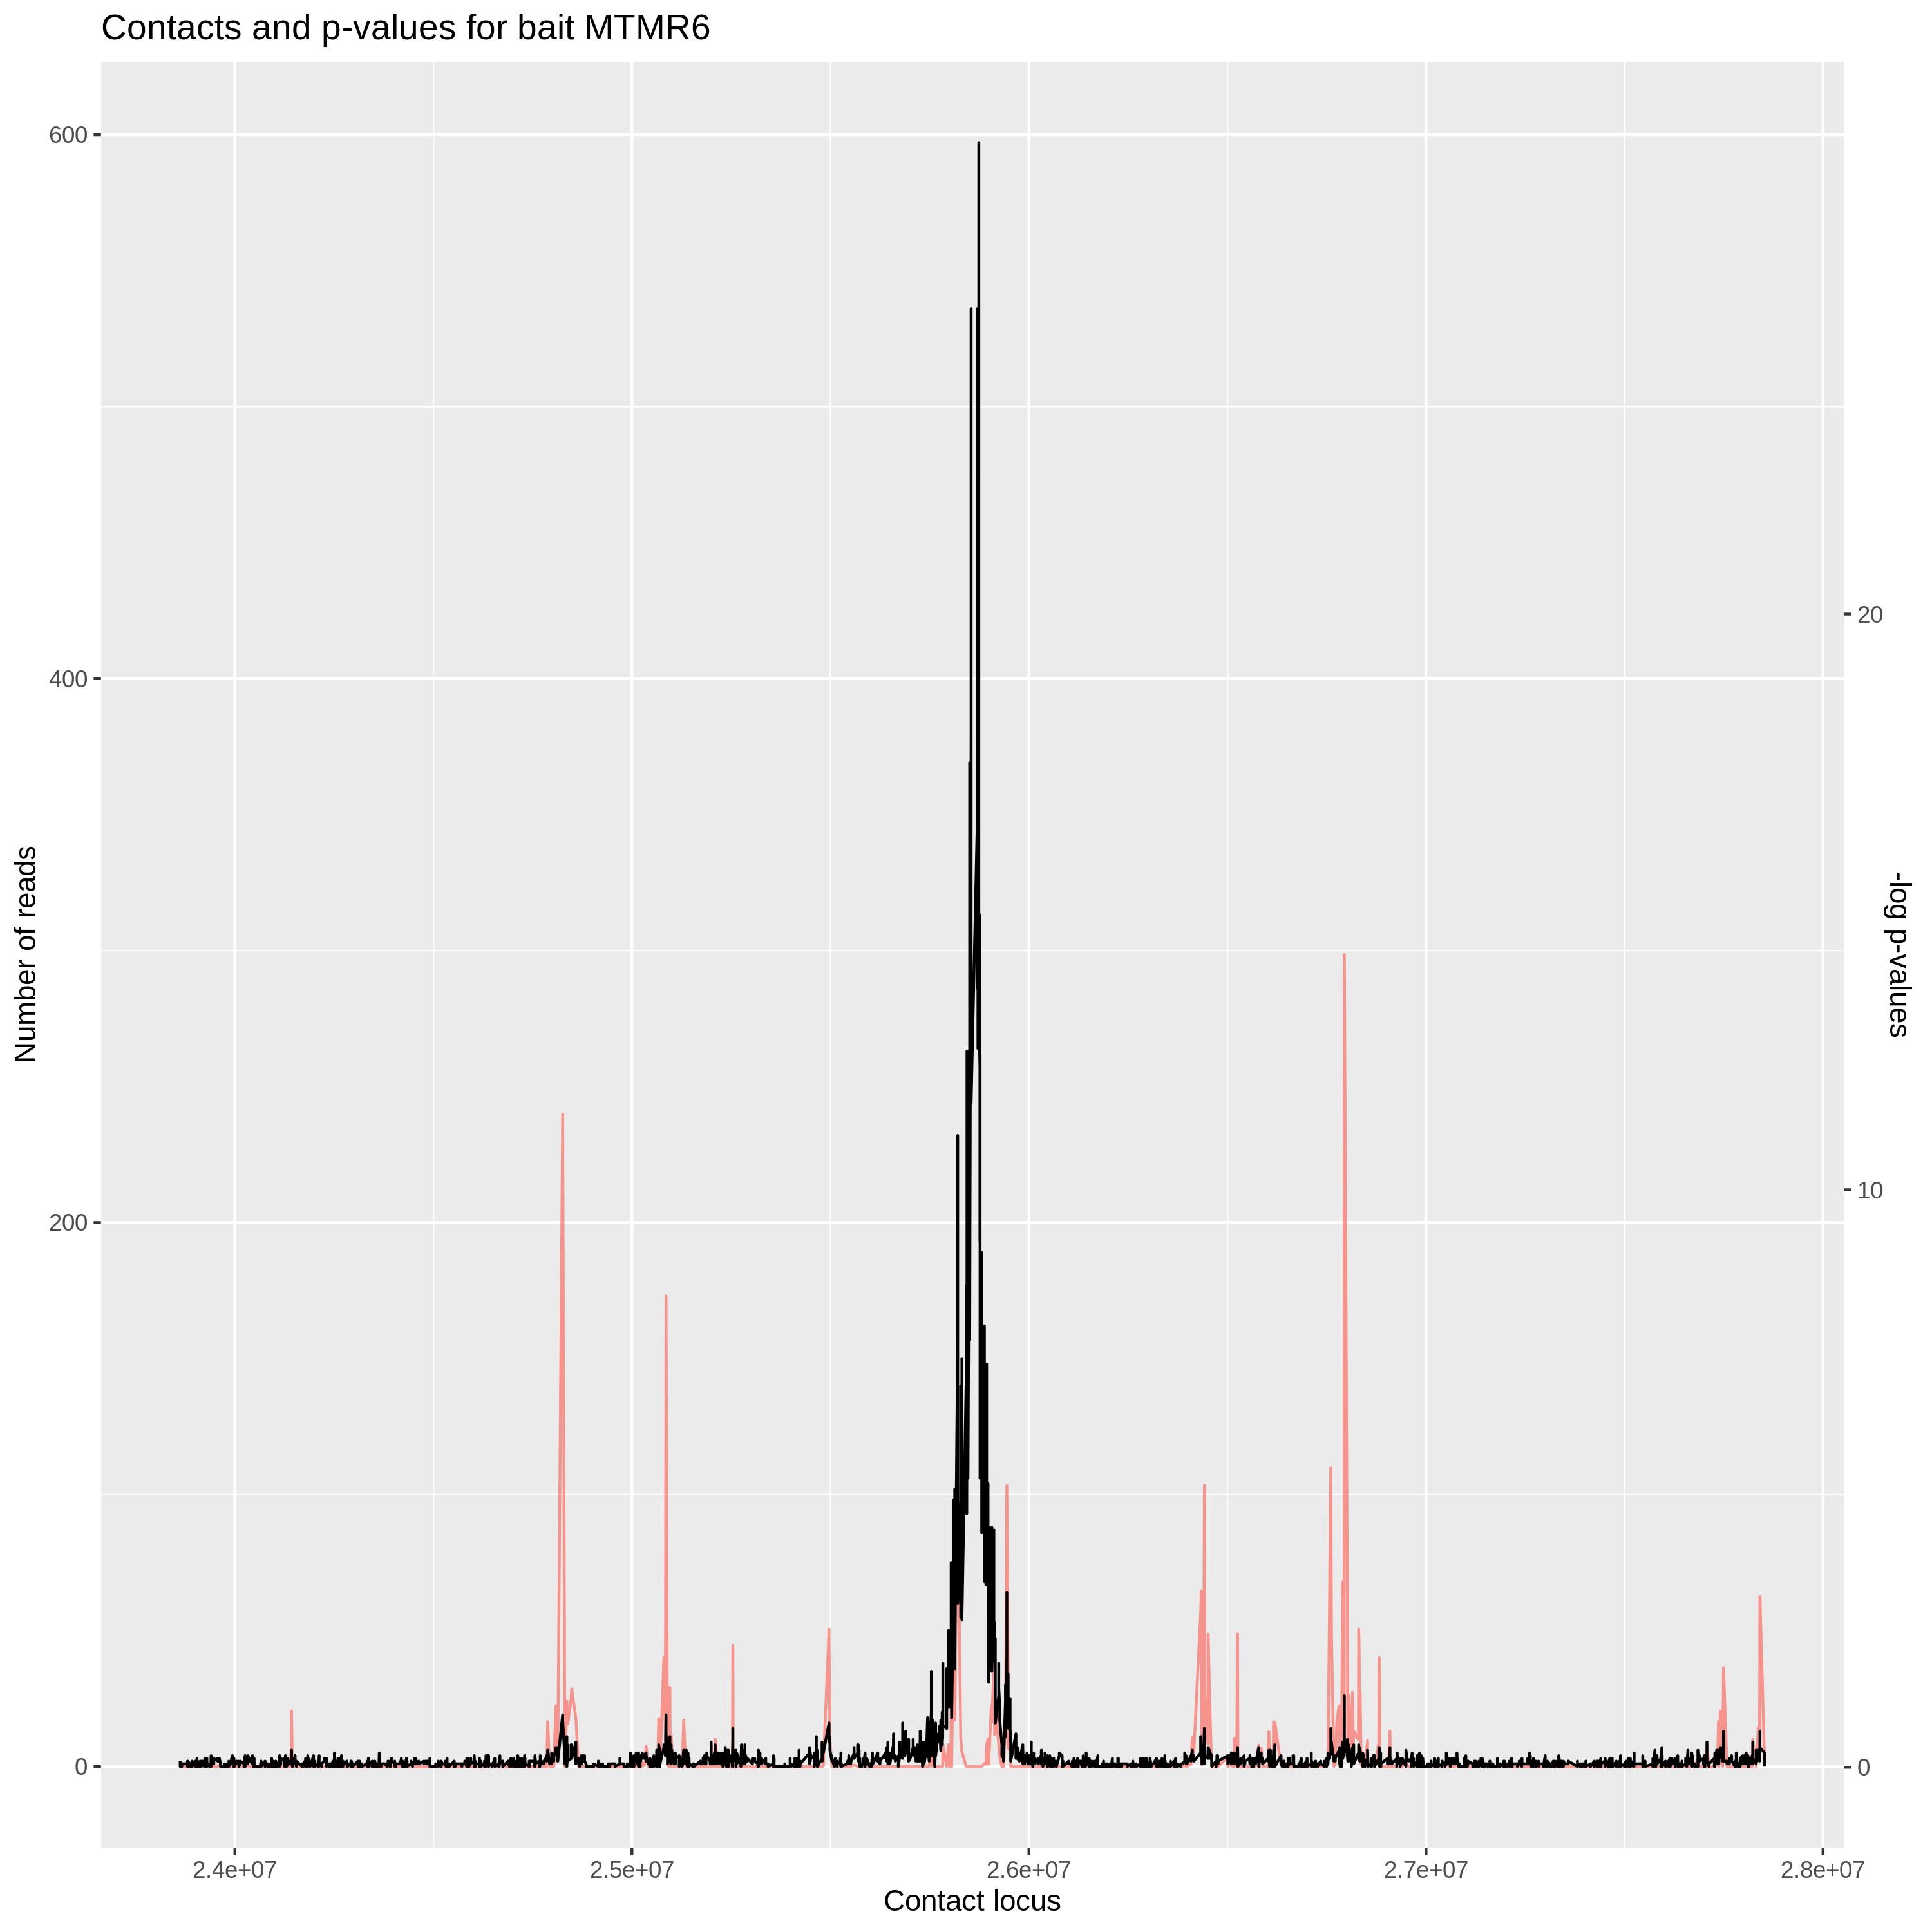 Contacts and p-values for bait MTMR6
600
400
200
0
Number of reads
20
10
0
-log p-values
2.4e+07 2.5e+07 2.6e+07 2.7e+07 2.8e+07
Contact locus